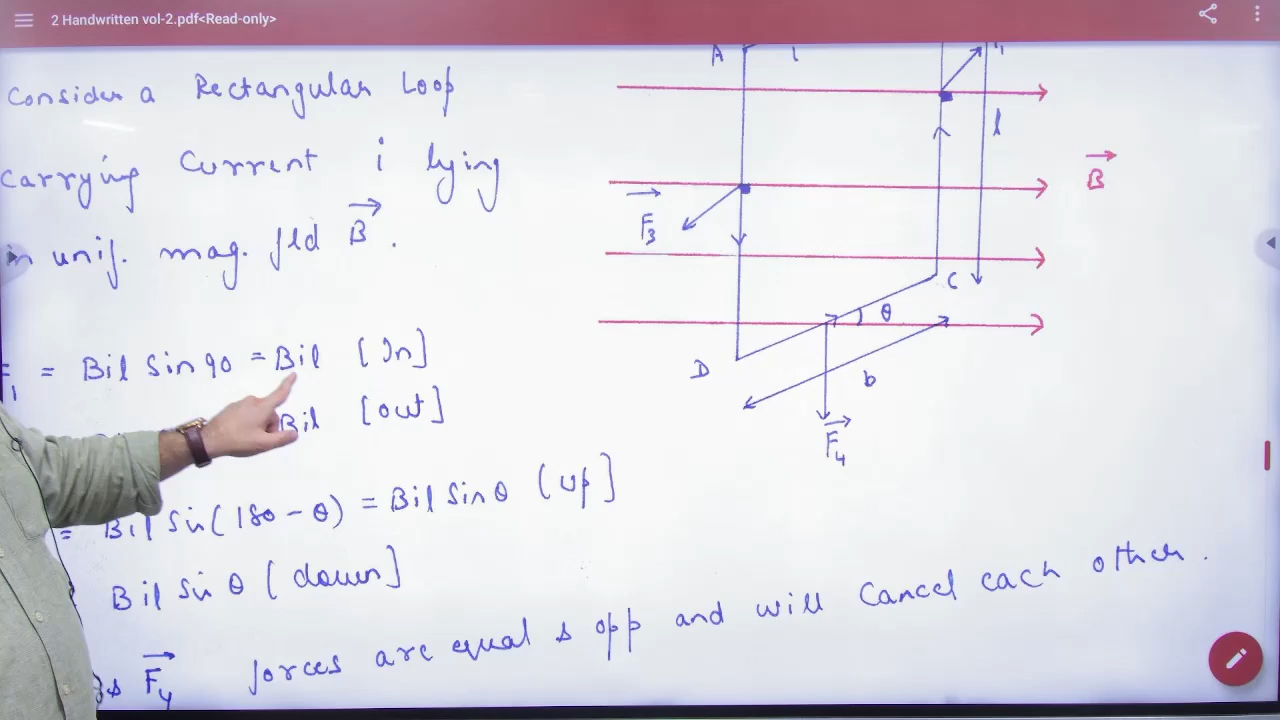 2 Handwritten vol-2.pdf<Read-only>
Consider a Rectangular Loop
carrying Current i lying
in unif. mag. fld B.
= Bil Sin 90 = Bil [In]
Bil [out]
= Bil Sin(180 - θ) = Bil Sin θ (up]
Bil Sin θ [down]
F4 forces are equal & opp and will Cancel each other.
A
l
B
F3
C
θ
D
b
F4